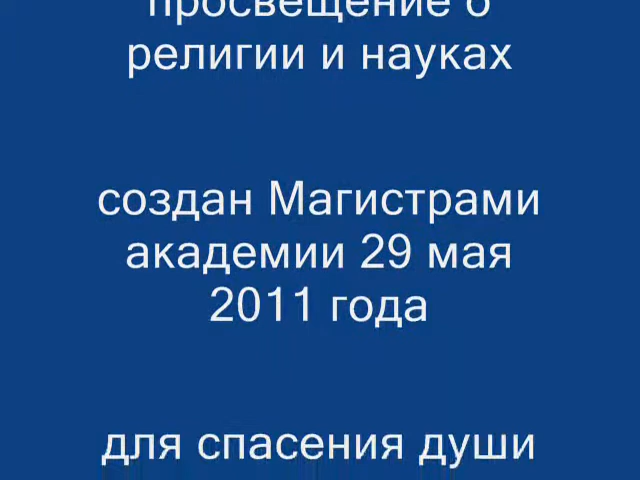 просвещение о
религии и науках
создан Магистрами
академии 29 мая
2011 года
для спасения души